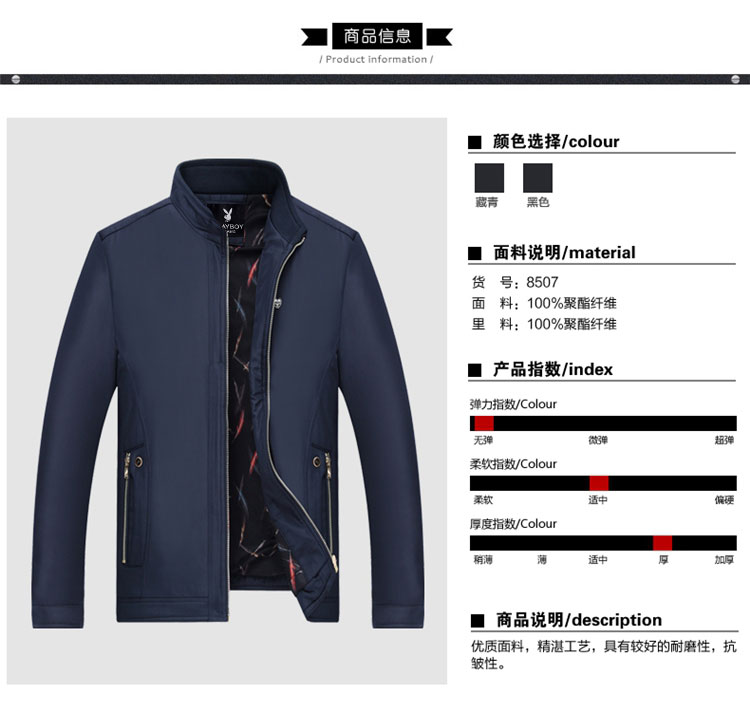 商品信息
/ Product information /
AYBOY
颜色选择/colour
藏青 黑色
面料说明/material
货 号：8507
面 料：100%聚酯纤维
里 料：100%聚酯纤维
产品指数/index
弹力指数/Colour
无弹 微弹 超弹
柔软指数/Colour
柔软 适中 偏硬
厚度指数/Colour
稍薄 薄 适中 厚 加厚
商品说明/description
优质面料，精湛工艺，具有较好的耐磨性，抗
皱性。